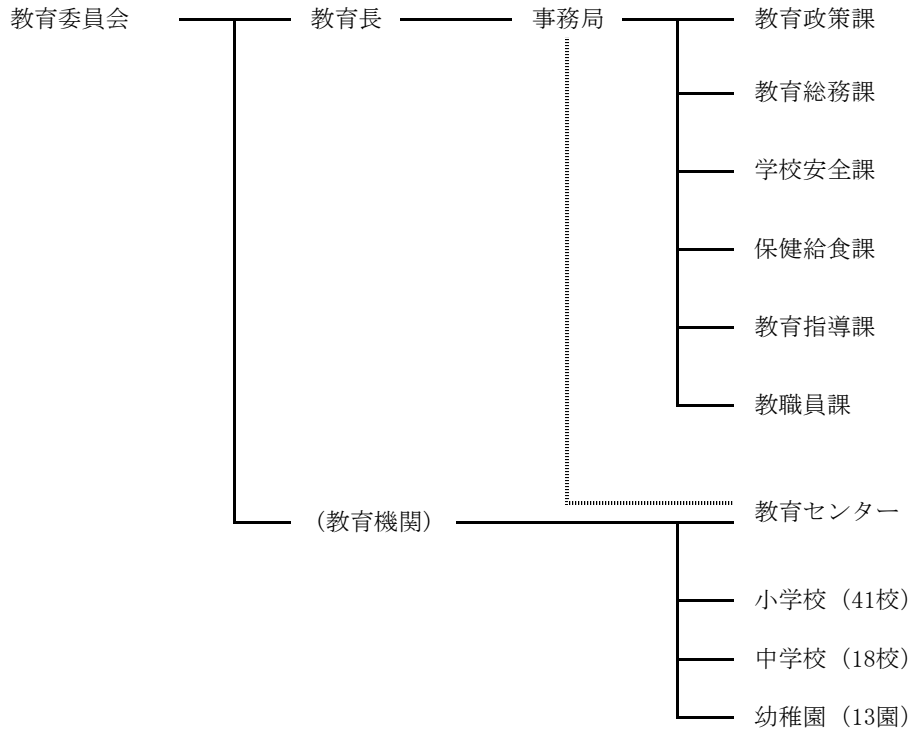 教育委員会
教育長
事務局
教育政策課
教育総務課
学校安全課
保健給食課
教育指導課
教職員課
(教育機関)
教育センター
小学校（41校）
中学校（18校）
幼稚園（13園）